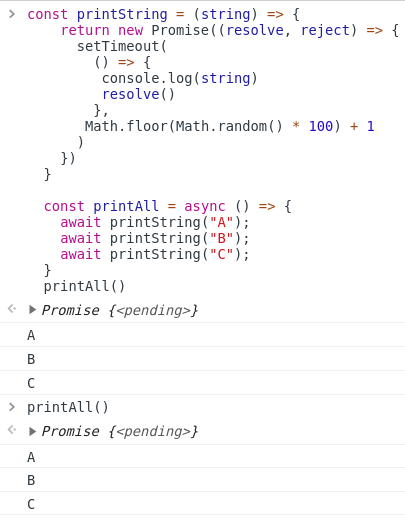 const printString = (string) => {
return new Promise((resolve, reject) => {
setTimeout(
() => {
console.log(string)
resolve()
},
Math.floor(Math.random() * 100) + 1
)
})
}
const printAll = async () => {
await printString("A");
await printString("B");
await printString("C");
}
printAll()
Promise {<pending>}
A
B
C
printAll()
Promise {<pending>}
A
B
C